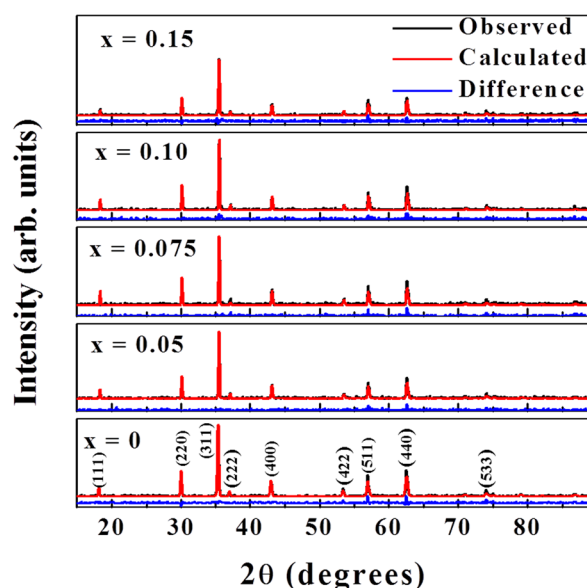 x = 0.15
Observed
Calculated
Difference
x = 0.10
x = 0.075
x = 0.05
x = 0
(111)
(220)
(311)
(222)
(400)
(422)
(511)
(440)
(533)
20 30 40 50 60 70 80
2θ (degrees)
Intensity (arb. units)